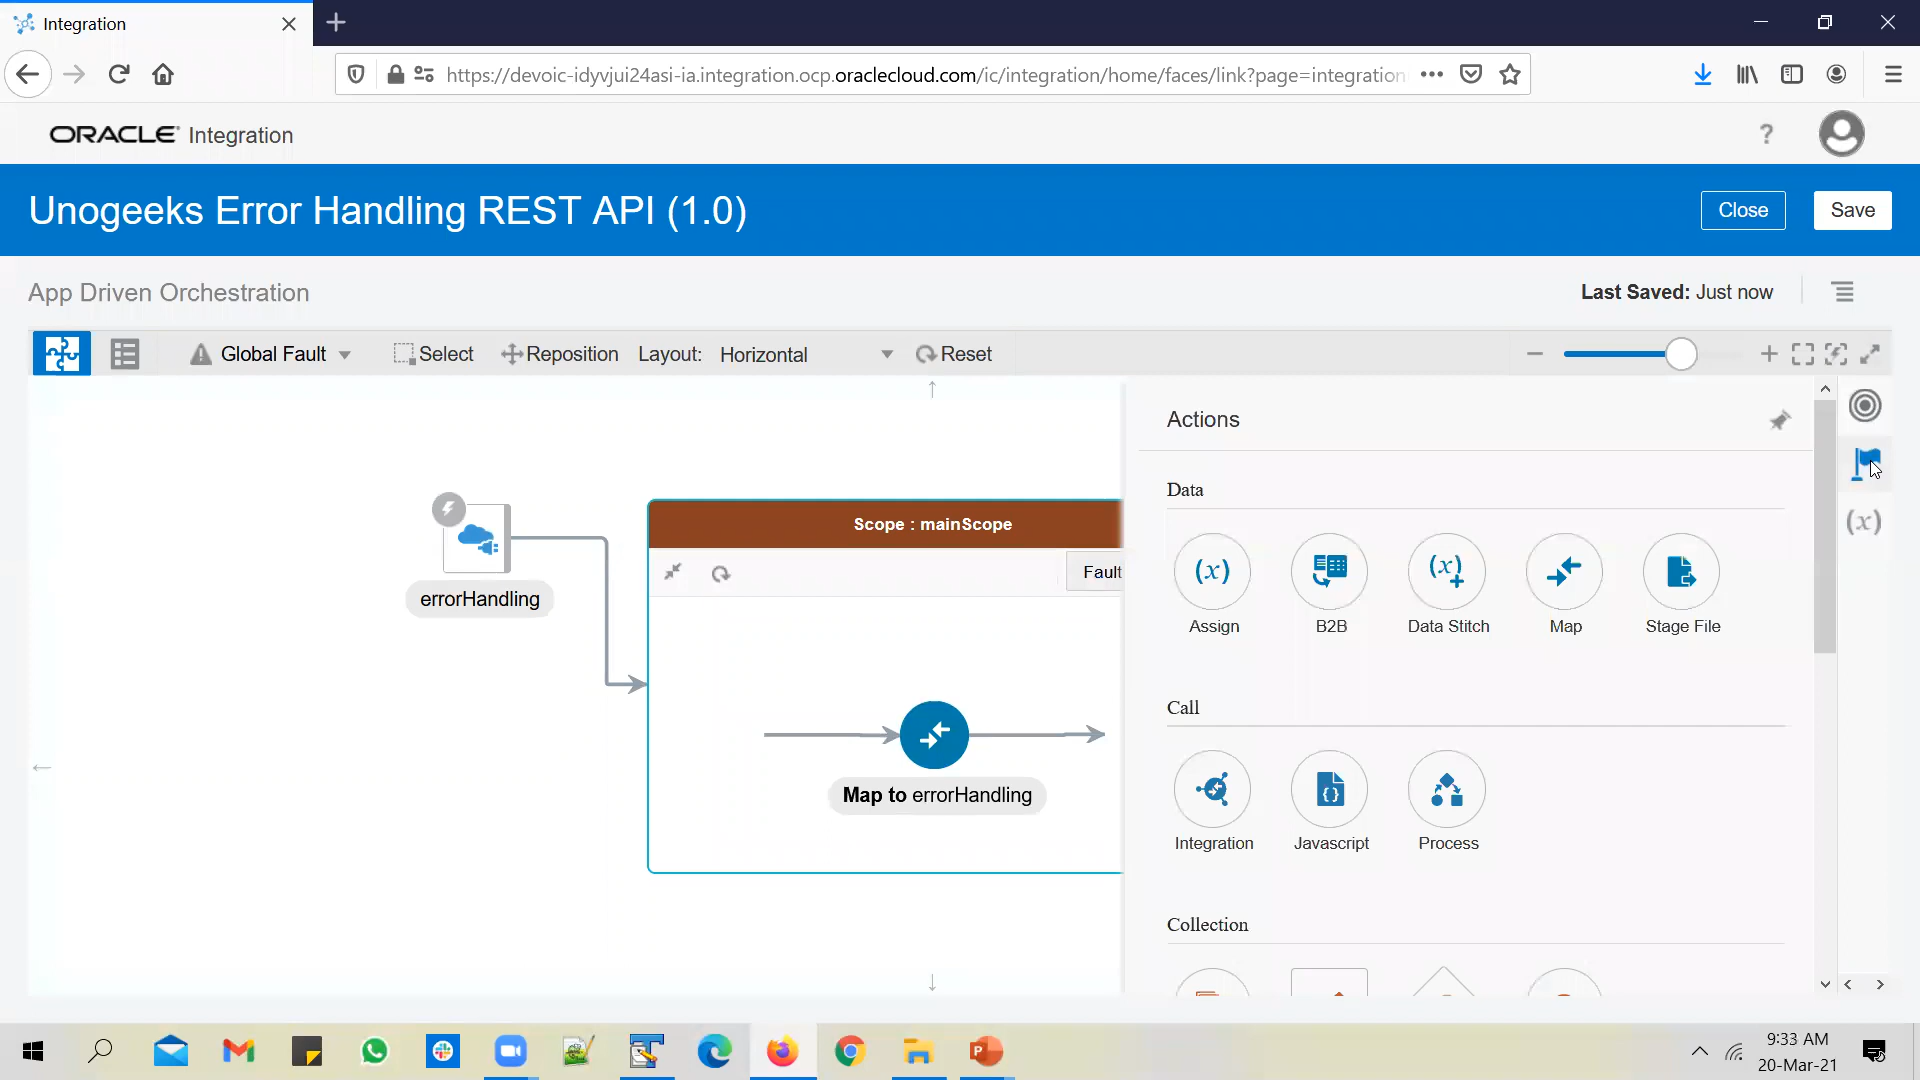 Integration
https://devoic-idyvjui24asi-ia.integration.ocp.oraclecloud.com/ic/integration/home/faces/link?page=integration
ORACLE Integration
?
Unogeeks Error Handling REST API (1.0)
Close
Save
App Driven Orchestration
Last Saved: Just now
Global Fault
Select
Reposition
Layout: Horizontal
Reset
Actions
Data
(x)
Assign
B2B
(x)
Data Stitch
Map
Stage File
Call
Integration
Javascript
Process
Collection
(x)
errorHandling
Scope : mainScope
Fault
Map to errorHandling
9:33 AM
20-Mar-21